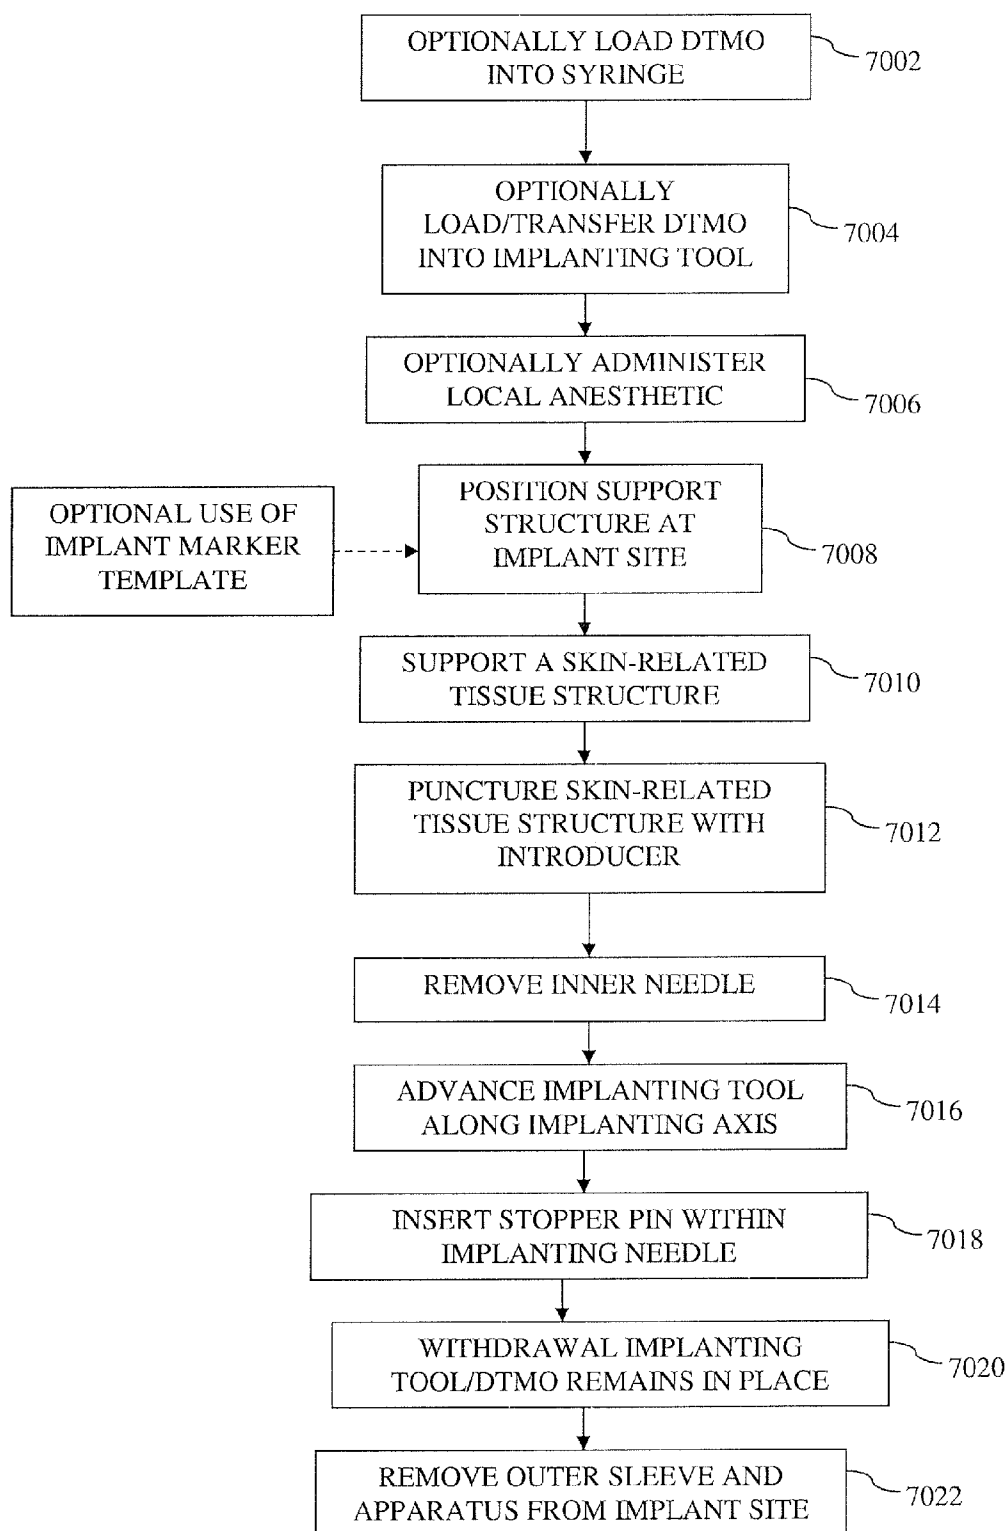 OPTIONALLY LOAD DTMO
INTO SYRINGE
7002
OPTIONALLY
LOAD/TRANSFER DTMO
INTO IMPLANTING TOOL
7004
OPTIONALLY ADMINISTER
LOCAL ANESTHETIC
7006
OPTIONAL USE OF
IMPLANT MARKER
TEMPLATE
POSITION SUPPORT
STRUCTURE AT
IMPLANT SITE
7008
SUPPORT A SKIN-RELATED
TISSUE STRUCTURE
7010
PUNCTURE SKIN-RELATED
TISSUE STRUCTURE WITH
INTRODUCER
7012
REMOVE INNER NEEDLE
7014
ADVANCE IMPLANTING TOOL
ALONG IMPLANTING AXIS
7016
INSERT STOPPER PIN WITHIN
IMPLANTING NEEDLE
7018
WITHDRAWAL IMPLANTING
TOOL/DTMO REMAINS IN PLACE
7020
REMOVE OUTER SLEEVE AND
APPARATUS FROM IMPLANT SITE
7022